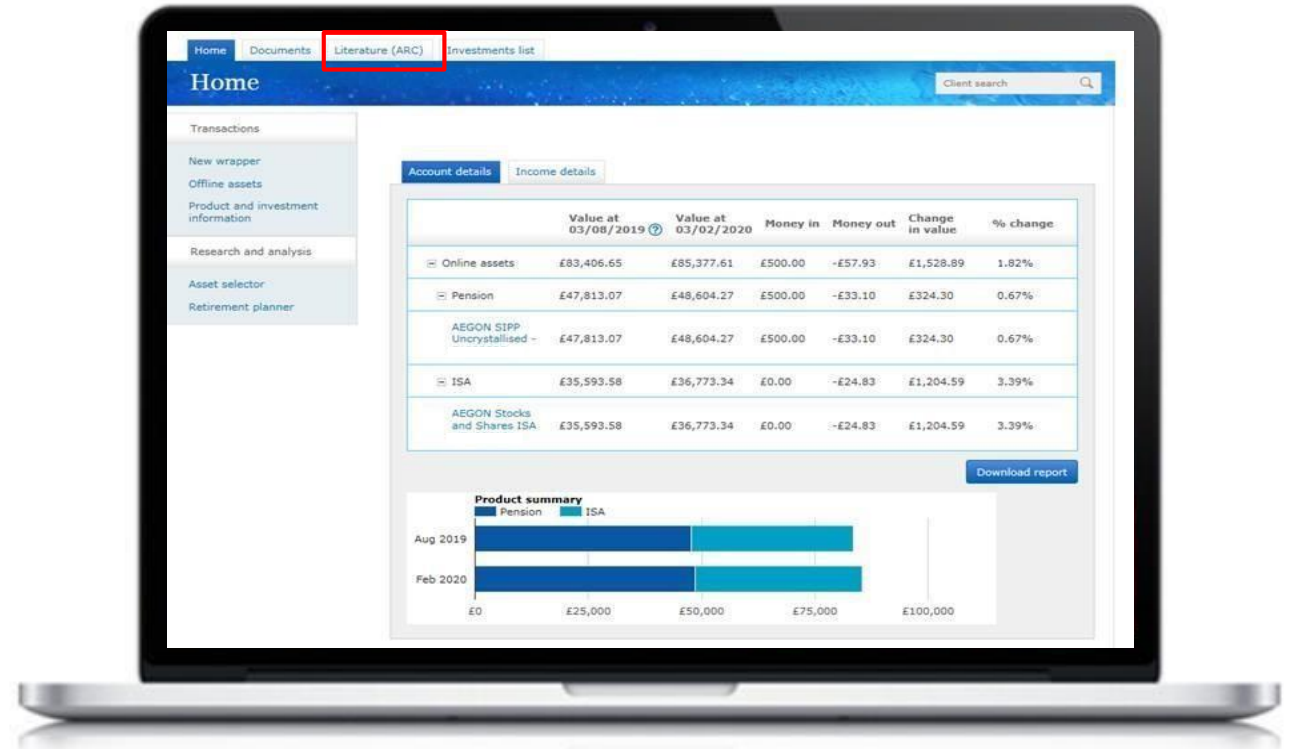 Home Documents Literature (ARC) Investments list
Home
Client search
Transactions
New wrapper
Offline assets
Product and investment
information
Research and analysis
Asset selector
Retirement planner
Account details Income details
Value at
03/08/2019 ?
Value at
03/02/2020
Money in
Money out
Change
in value
% change
Online assets £83,406.65 £85,377.61 £500.00 -£57.93 £1,528.89 1.82%
Pension £47,813.07 £48,604.27 £500.00 -£33.10 £324.30 0.67%
AEGON SIPP
Uncrystallised - £47,813.07 £48,604.27 £500.00 -£33.10 £324.30 0.67%
ISA £35,593.58 £36,773.34 £0.00 -£24.83 £1,204.59 3.39%
AEGON Stocks
and Shares ISA £35,593.58 £36,773.34 £0.00 -£24.83 £1,204.59 3.39%
Download report
Product summary
Pension ISA
Aug 2019
Feb 2020
£0 £25,000 £50,000 £75,000 £100,000